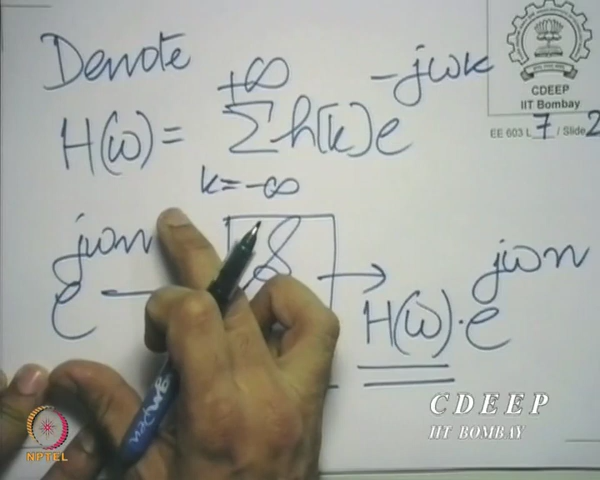 Denote
H(ω) = +∞ Σ k=-∞ h[k] e^-jωk
e^jωn → S → H(ω)·e^jωn
CDEEP
IIT Bombay
EE 603 L 7 / Slide 2
CDEEP
IIT BOMBAY
NPTEL